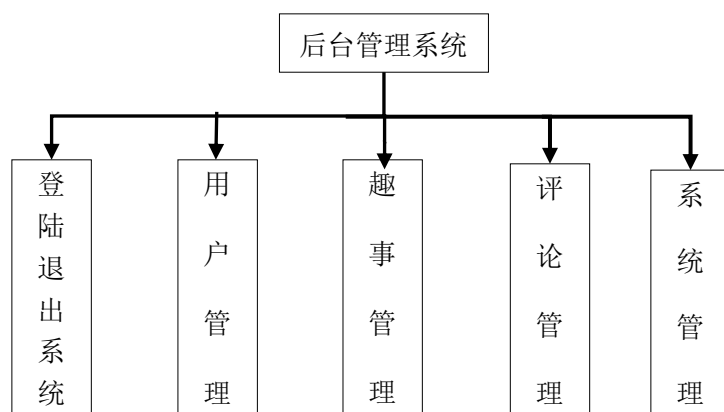 后台管理系统
登陆退出系统
用户管理
趣事管理
评论管理
系统管理